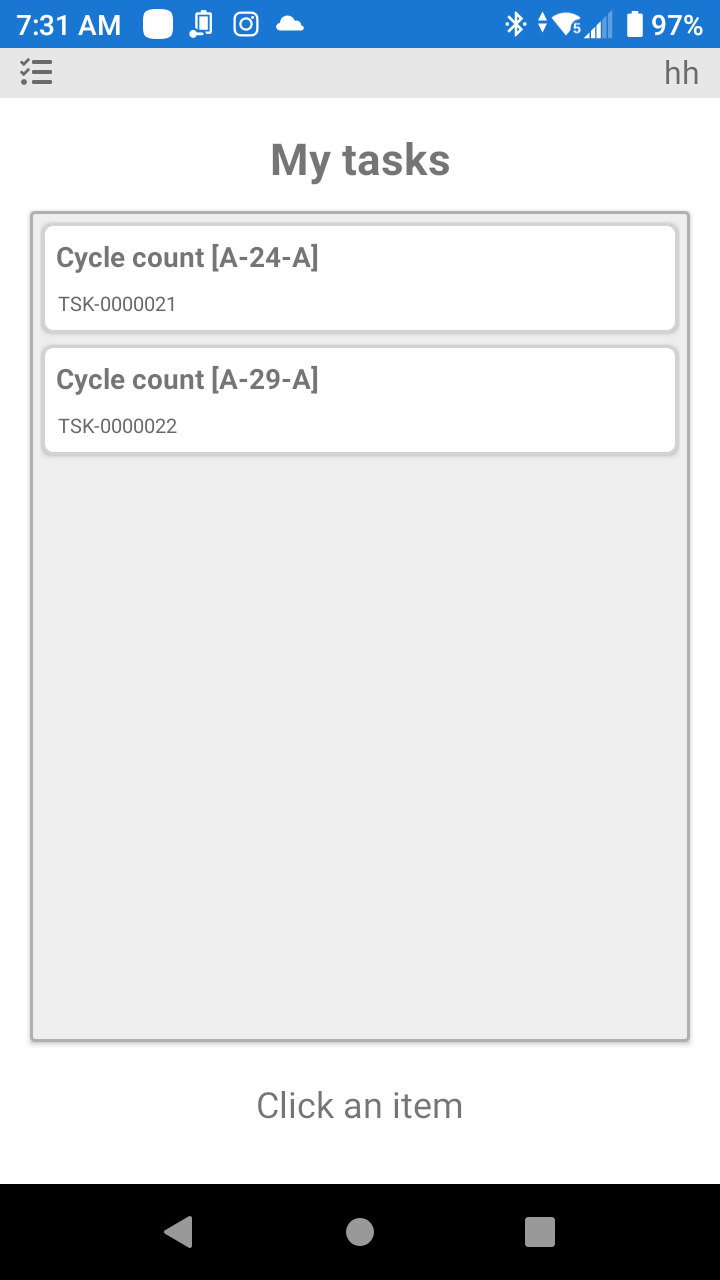 7:31 AM 5 97%
hh
My tasks
Cycle count [A-24-A]
TSK-0000021
Cycle count [A-29-A]
TSK-0000022
Click an item